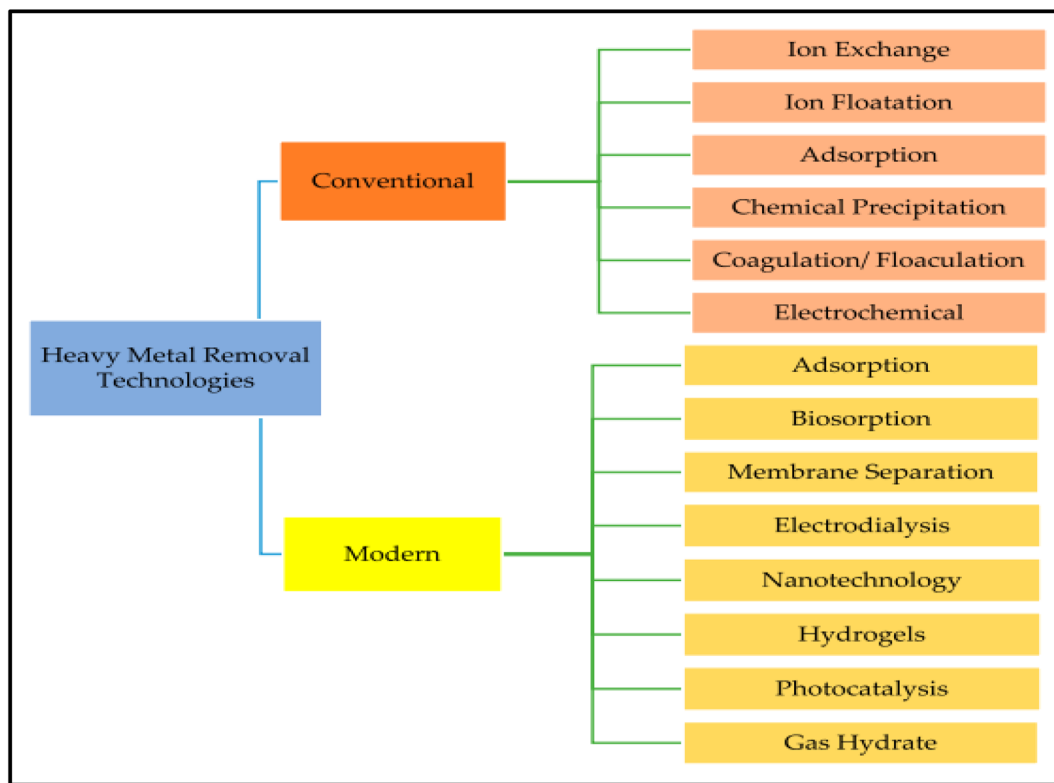 Ion Exchange
Ion Floatation
Adsorption
Conventional
Chemical Precipitation
Coagulation/ Floaculation
Electrochemical
Heavy Metal Removal
Technologies
Adsorption
Biosorption
Membrane Separation
Electrodialysis
Modern
Nanotechnology
Hydrogels
Photocatalysis
Gas Hydrate